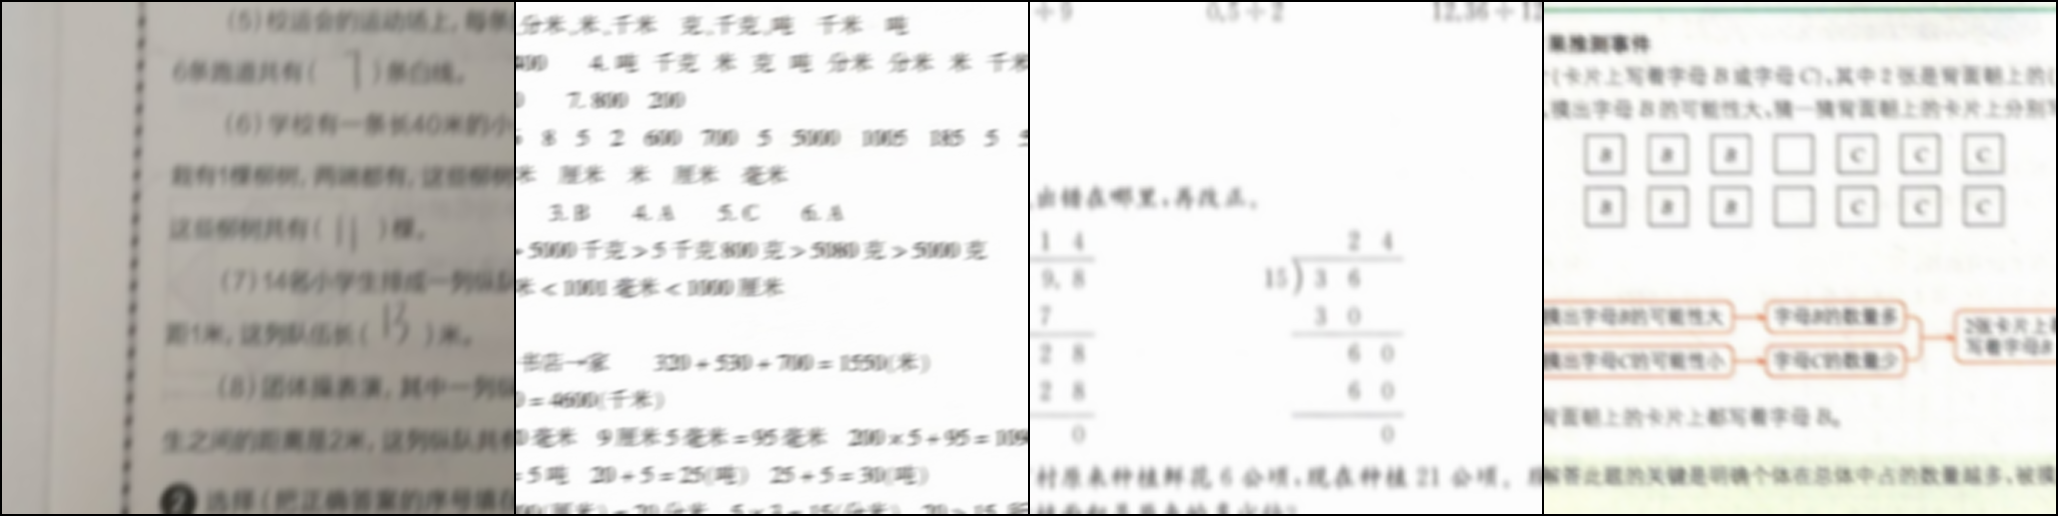 (5)校运会的运动场上,每条
6条跑道共有( 7 )条白线。
(6)学校有一条长40米的小
栽有1棵柳树,两端都有,这些柳树
这些柳树共有( 11 )棵。
(7)14名小学生排成一列纵队
距1米,这列队伍长( 13 )米。
(8)团体操表演,其中一列纵
生之间的距离是2米,这列纵队共有
2 选择(把正确答案的序号填在
分米 米 千米 克 千克 吨 千米 吨
4. 吨 千克 米 克 吨 分米 分米 米 千米
7. 800 200
8 5 2 600 700 5 5000 1005 185 5
米 厘米 米 厘米 毫米
3. B 4. A 5. C 6. A
5000千克>5千克800克>5080克>5000克
米<1001毫米<1000厘米
书店→家 320+530+700=1550(米)
=4600(千米)
毫米 9厘米5毫米=95毫米 200×5+95=109
=5吨 20+5=25(吨) 25+5=30(吨)
÷9 0.5÷2 12.36÷12
出错在哪里,再改正。
1 4
9. 8
7
2 8
2 8
0
2 4
15)3 6
3 0
6 0
6 0
0
村原来种植鲜花 6 公顷,现在种植 21 公顷。
果推测事件
(卡片上写着字母 B 或字母 C),其中 2 张是背面朝上的
摸出字母 B 的可能性大,猜一猜背面朝上的卡片上分别写
B B B C C C
B B B C C C
摸出字母B的可能性大 字母B的数量多
摸出字母C的可能性小 字母C的数量少
2张卡片上
写着字母B
背面朝上的卡片上都写着字母 B。
解答此题的关键是明确个体在总体中占的数量越多,被摸